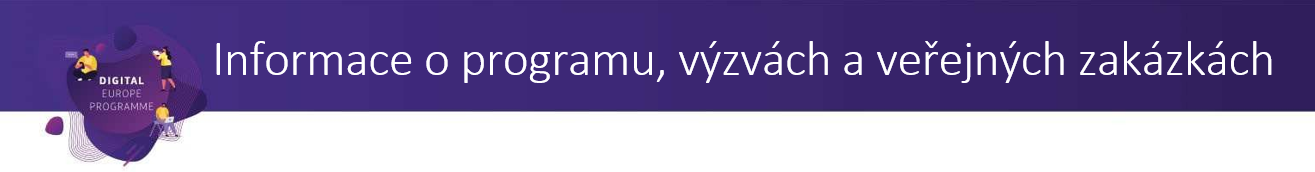 Informace o programu, výzvách a veřejných zakázkách
DIGITAL
EUROPE
PROGRAMME